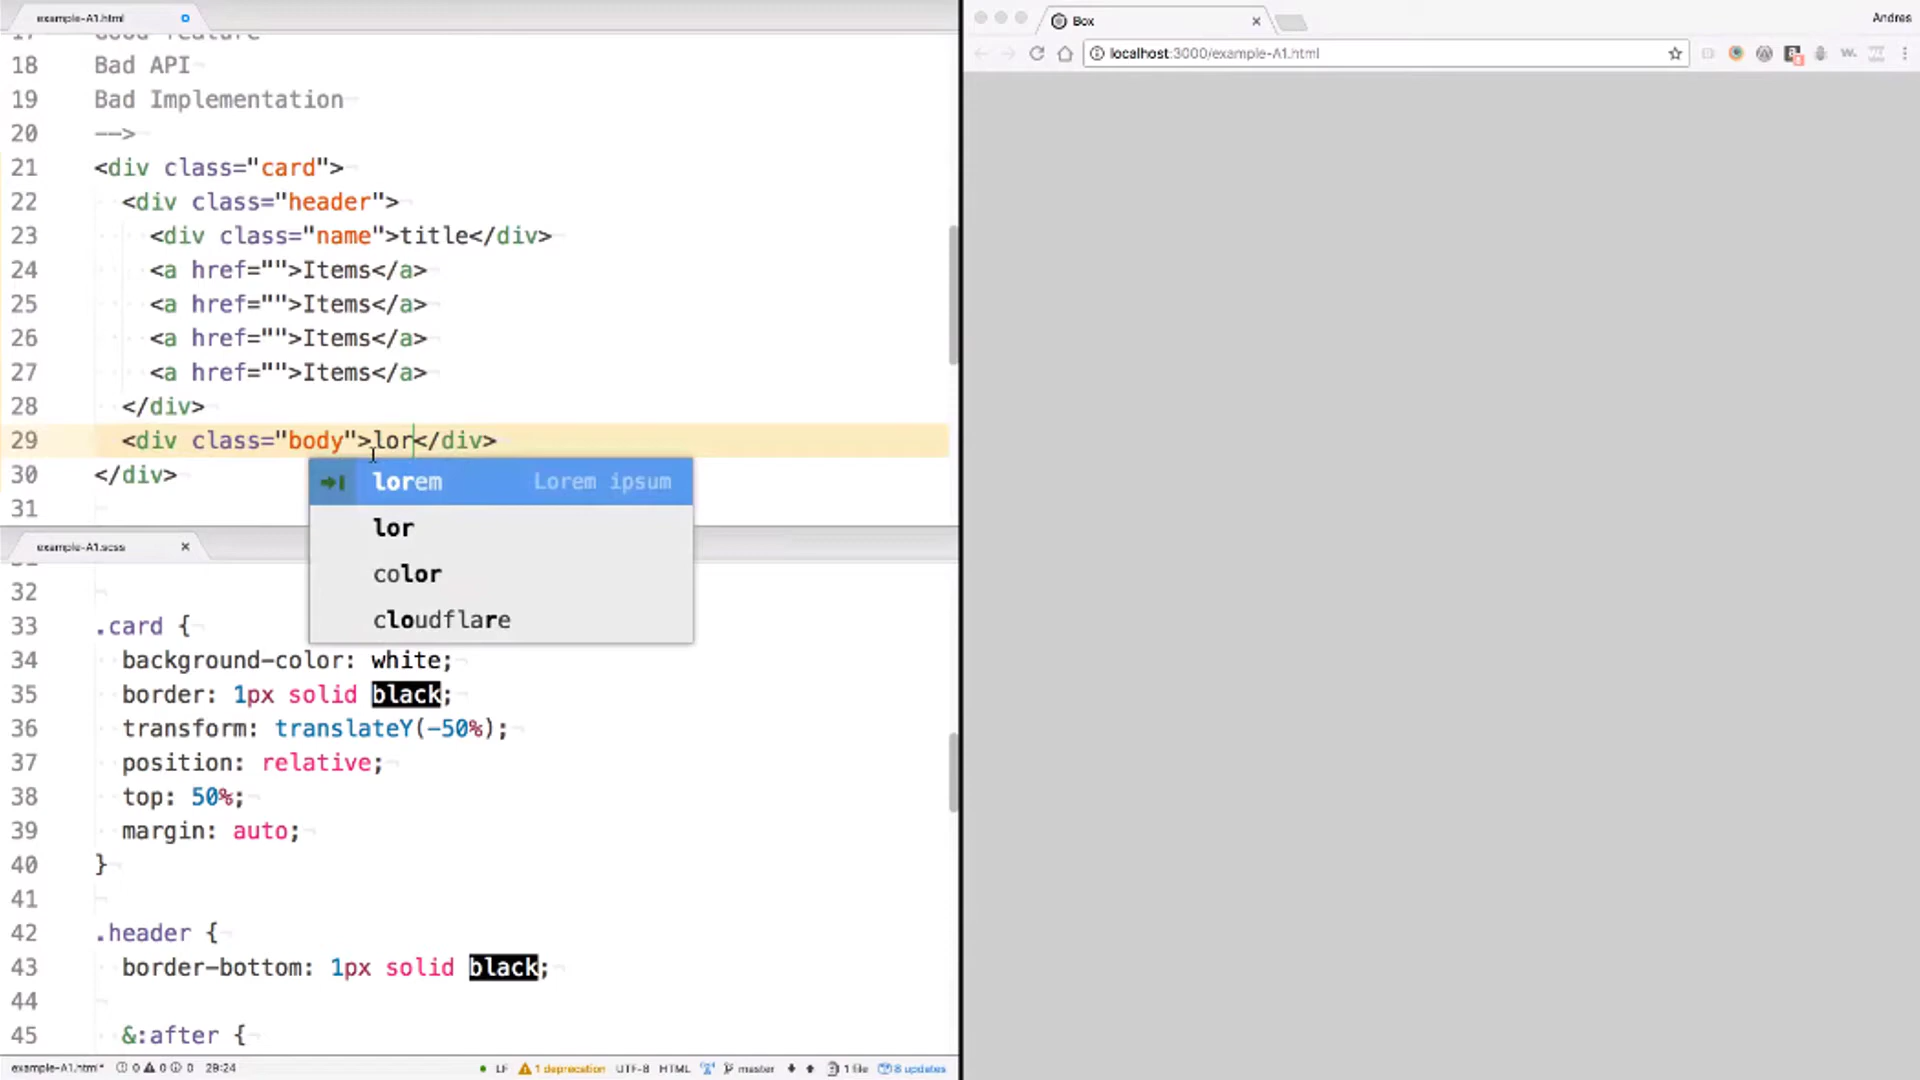 example-A1.html
17 Good feature
18 Bad API
19 Bad Implementation
20 -->
21 <div class="card">
22 <div class="header">
23 <div class="name">title</div>
24 <a href="">Items</a>
25 <a href="">Items</a>
26 <a href="">Items</a>
27 <a href="">Items</a>
28 </div>
29 <div class="body">lor</div>
30 </div>
31
lorem Lorem ipsum
lor
color
cloudflare
example-A1.scss
31
32
33 .card {
34 background-color: white;
35 border: 1px solid black;
36 transform: translateY(-50%);
37 position: relative;
38 top: 50%;
39 margin: auto;
40 }
41
42 .header {
43 border-bottom: 1px solid black;
44
45 &:after {
example-A1.html* 0 0 0 29:24 LF 1 deprecation UTF-8 HTML master 1 file 8 updates
Box
Andres
localhost:3000/example-A1.html